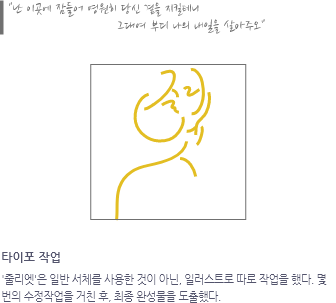 "난 이곳에 잠들어 영원히 당신 곁을 지킬테니
그대여 부디 나의 내일을 살아주오"
줄리엣
타이포 작업
'줄리엣'은 일반 서체를 사용한 것이 아닌, 일러스트로 따로 작업을 했다. 몇
번의 수정작업을 거친 후, 최종 완성물을 도출했다.